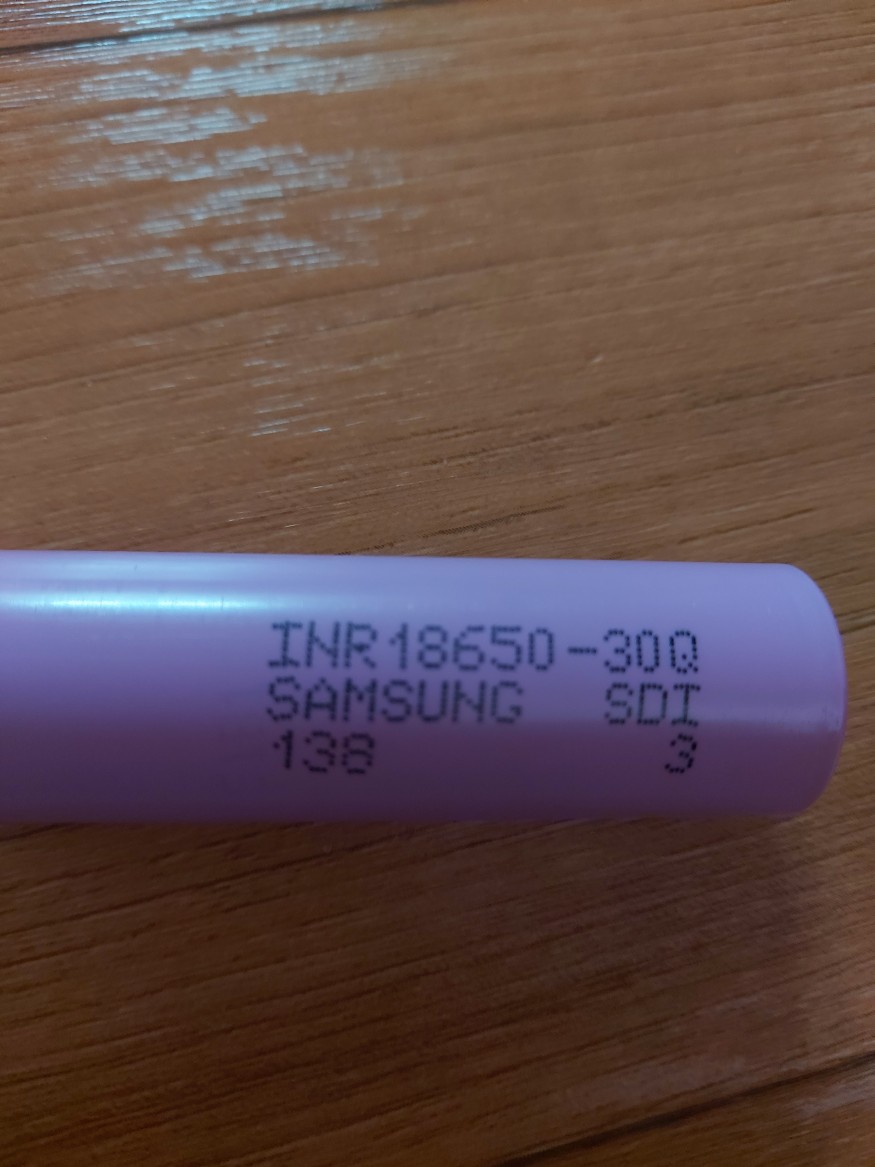 INR18650-30Q
SAMSUNG SDI
138 3